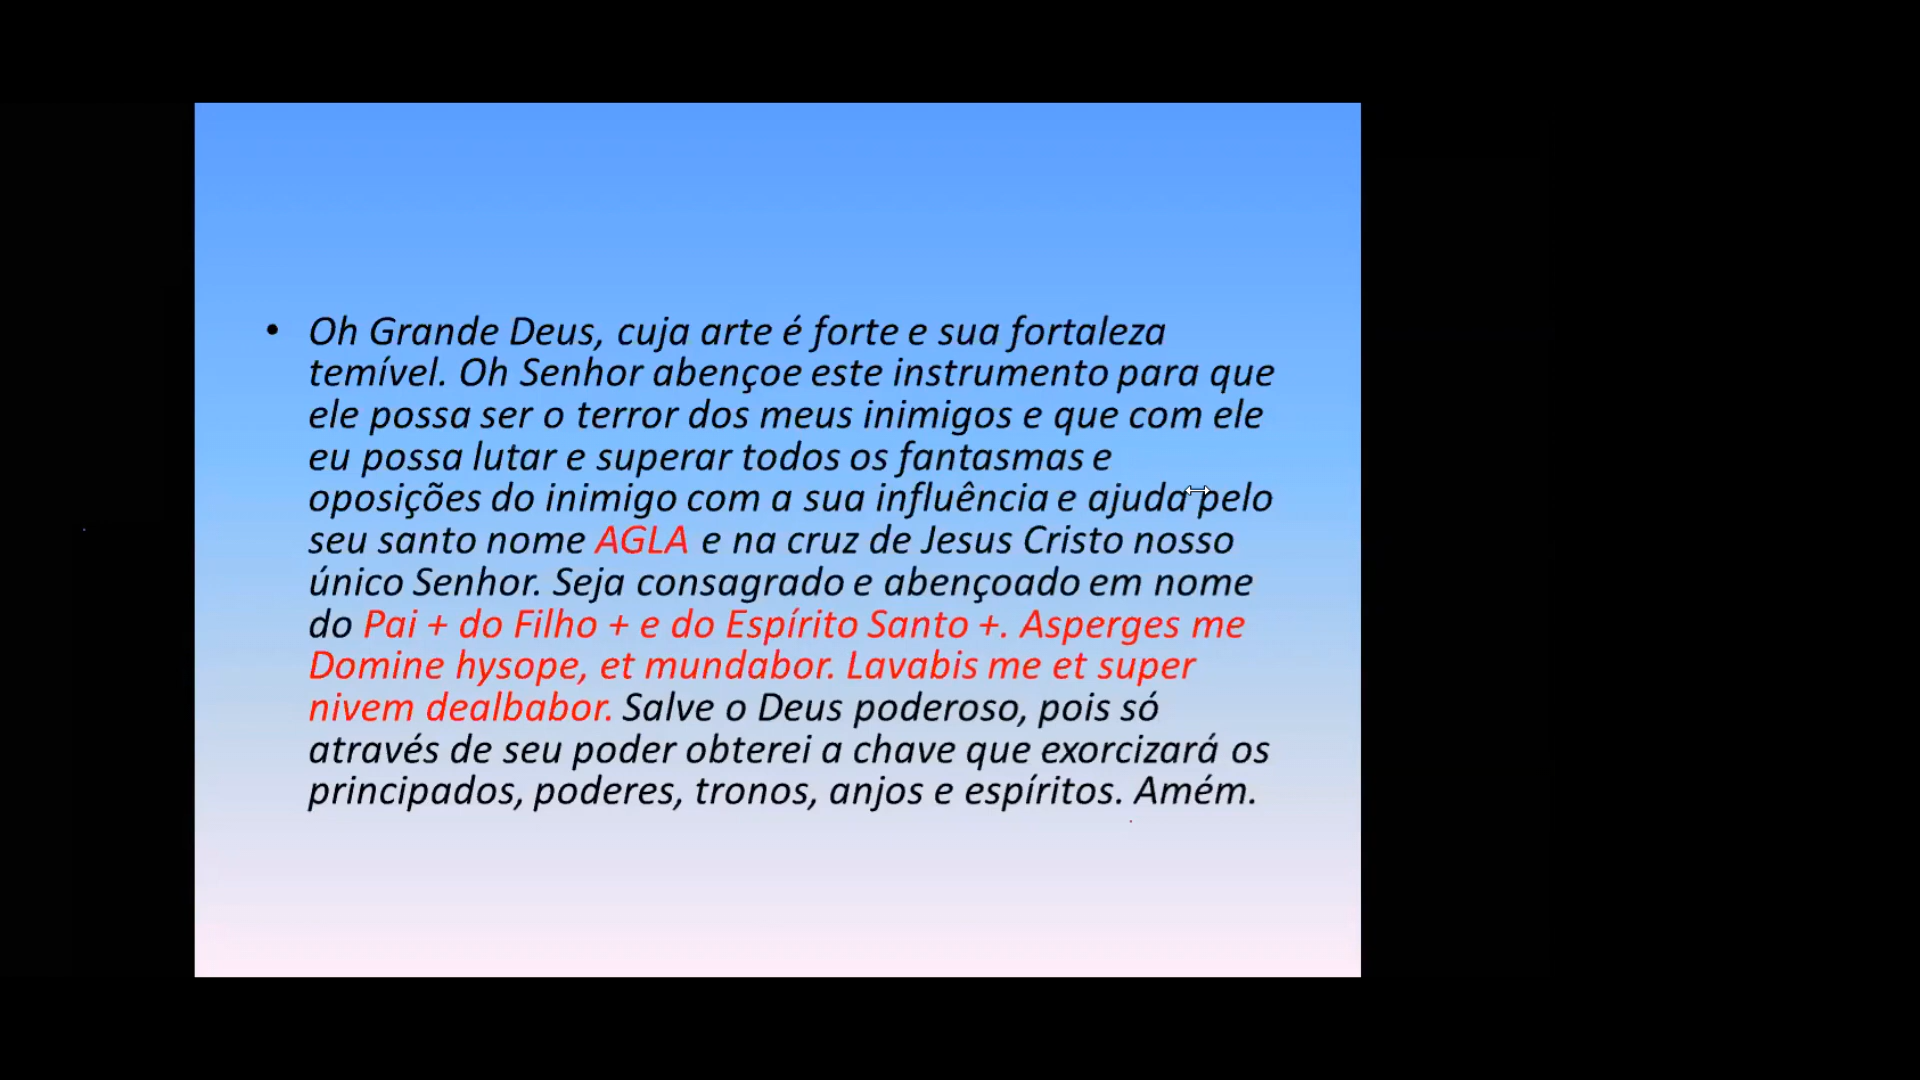 • Oh Grande Deus, cuja arte é forte e sua fortaleza
temível. Oh Senhor abençoe este instrumento para que
ele possa ser o terror dos meus inimigos e que com ele
eu possa lutar e superar todos os fantasmas e
oposições do inimigo com a sua influência e ajuda pelo
seu santo nome AGLA e na cruz de Jesus Cristo nosso
único Senhor. Seja consagrado e abençoado em nome
do Pai + do Filho + e do Espírito Santo +. Asperges me
Domine hysope, et mundabor. Lavabis me et super
nivem dealbabor. Salve o Deus poderoso, pois só
através de seu poder obterei a chave que exorcizará os
principados, poderes, tronos, anjos e espíritos. Amém.